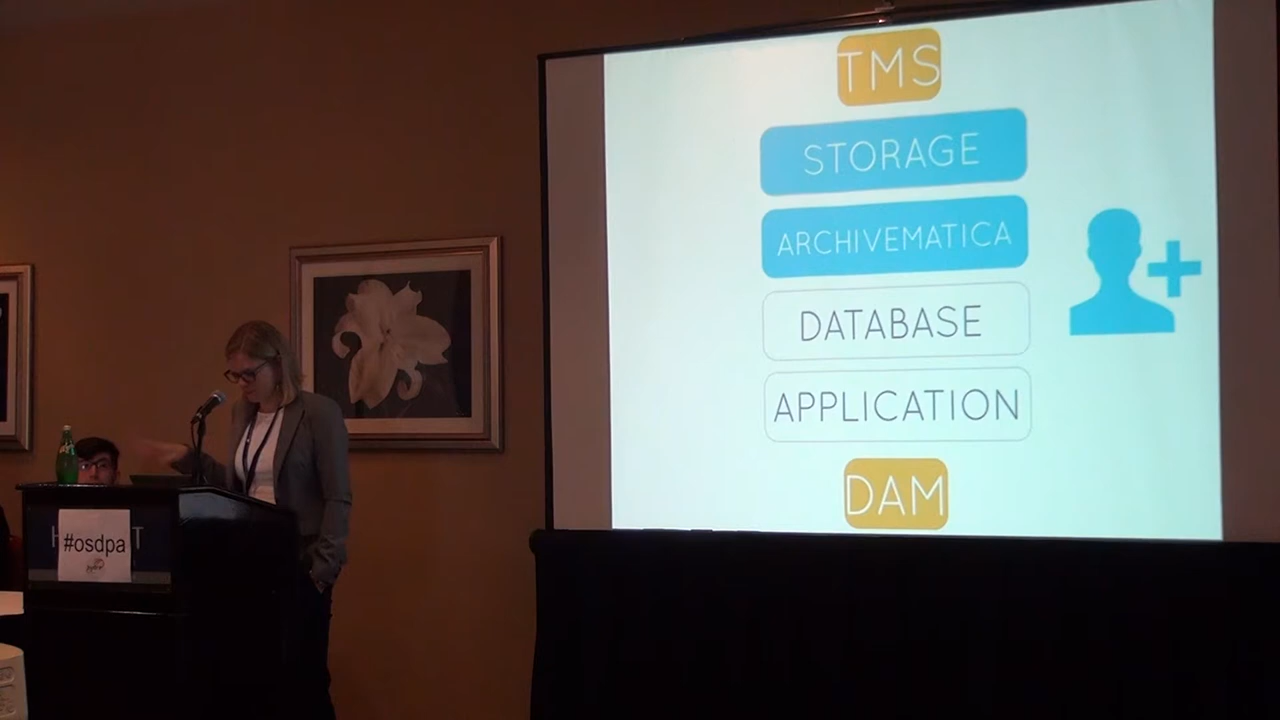 TMS
STORAGE
ARCHIVEMATICA
DATABASE
APPLICATION
DAM
#osdpa